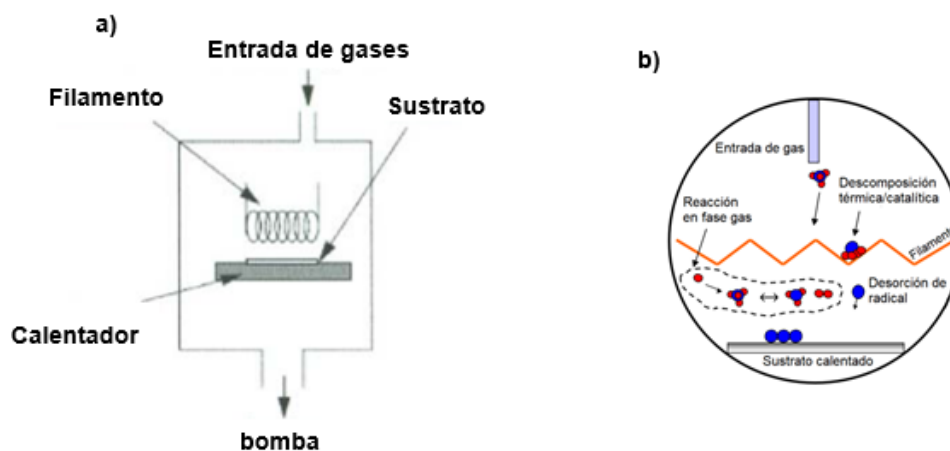 a)
Entrada de gases
Filamento
Sustrato
Calentador
bomba
b)
Entrada de gas
Descomposición
térmica/catalítica
Reacción
en fase gas
Filamento
Desorción de
radical
Sustrato calentado